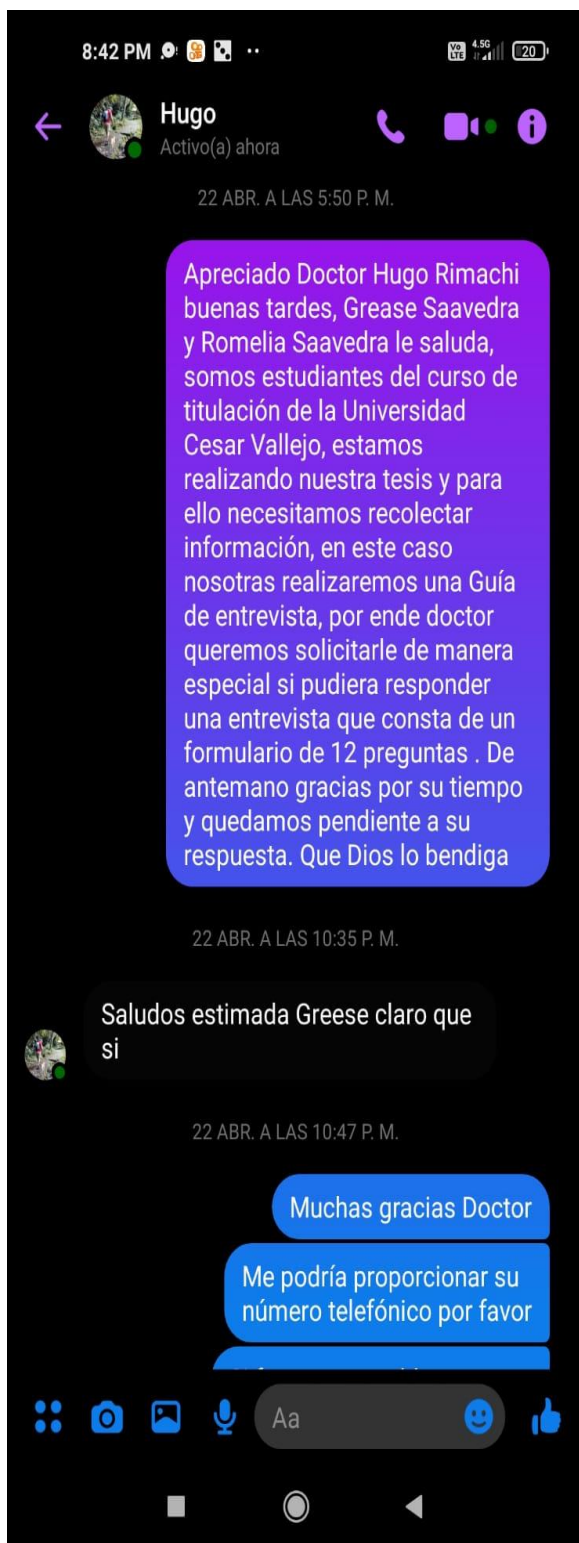 8:42 PM
Vo LTE 4.5G 20
Hugo
Activo(a) ahora
22 ABR. A LAS 5:50 P. M.
Apreciado Doctor Hugo Rimachi
buenas tardes, Grease Saavedra
y Romelia Saavedra le saluda,
somos estudiantes del curso de
titulación de la Universidad
Cesar Vallejo, estamos
realizando nuestra tesis y para
ello necesitamos recolectar
información, en este caso
nosotras realizaremos una Guía
de entrevista, por ende doctor
queremos solicitarle de manera
especial si pudiera responder
una entrevista que consta de un
formulario de 12 preguntas . De
antemano gracias por su tiempo
y quedamos pendiente a su
respuesta. Que Dios lo bendiga
22 ABR. A LAS 10:35 P. M.
Saludos estimada Greese claro que
si
22 ABR. A LAS 10:47 P. M.
Muchas gracias Doctor
Me podría proporcionar su
número telefónico por favor
Aa